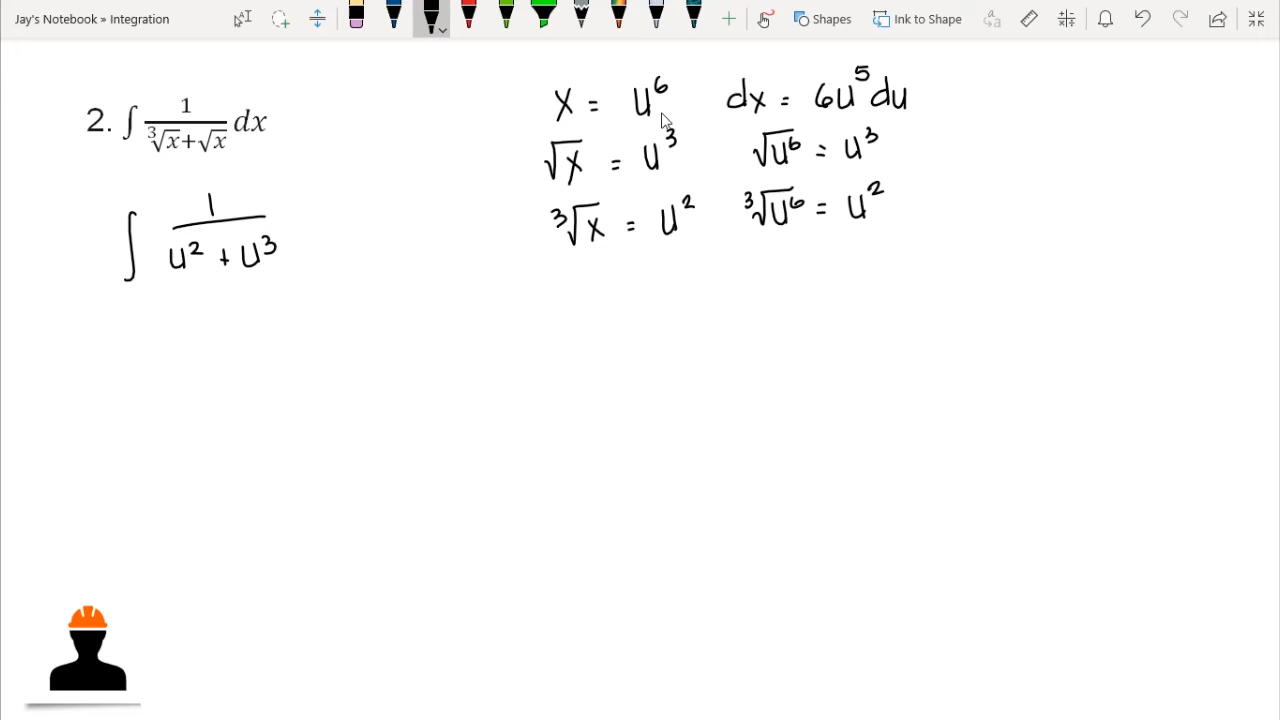 Jay's Notebook » Integration
Shapes
Ink to Shape
2. ∫ 1/(∛x+√x) dx
x = u⁶
dx = 6u⁵du
√x = u³
√u⁶ = u³
∛x = u²
∛u⁶ = u²
∫ 1/(u² + u³)